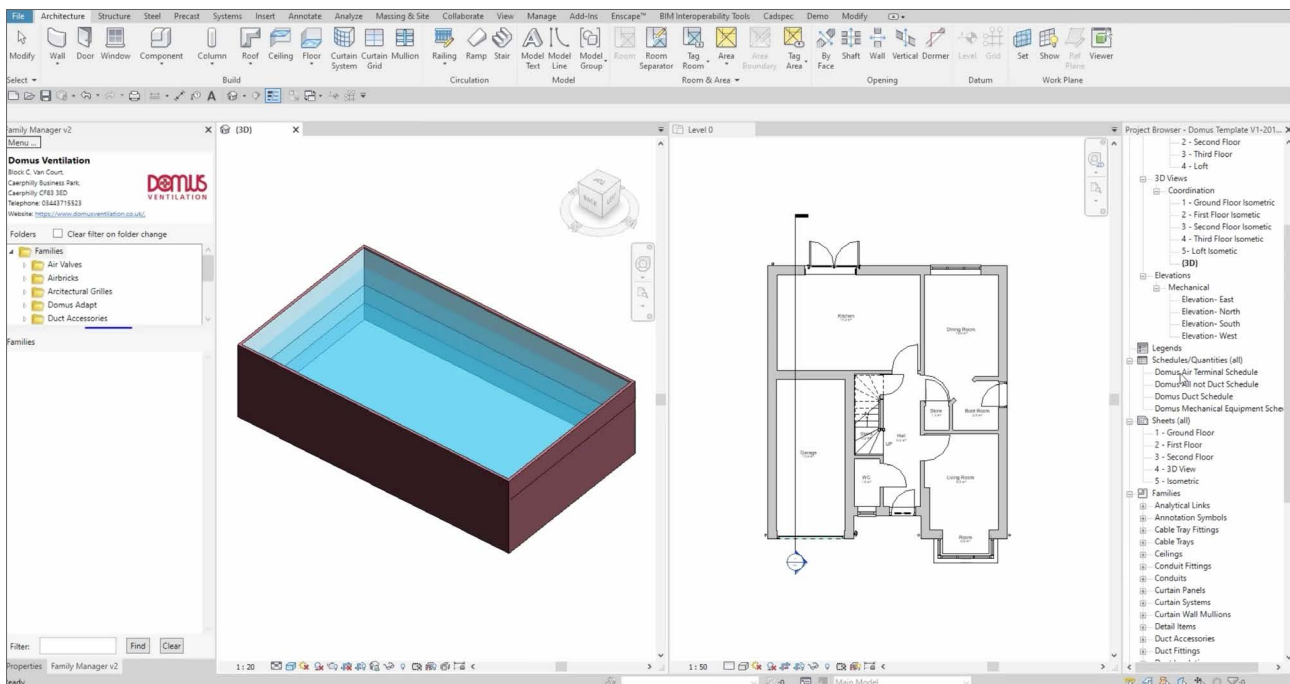 File Architecture Structure Steel Precast Systems Insert Annotate Analyze Massing & Site Collaborate View Manage Add-Ins Enscape™ BIM Interoperability Tools Cadspec Demo Modify
Modify Wall Door Window Component Column Roof Ceiling Floor Curtain System Curtain Grid Mullion Railing Ramp Stair Model Text Model Line Model Group Room Room Separator Tag Room Area Area Boundary Tag Area By Face Shaft Wall Vertical Dormer Level Grid Set Show Ref Plane Viewer
Select Build Circulation Model Room & Area Opening Datum Work Plane
amily Manager v2
Menu ...
Domus Ventilation
Block C, Van Court,
Caerphilly Business Park,
Caerphilly CF83 3ED
Telephone: 03443715523
Website: https://www.domusventilation.co.uk/,
DOMUS
VENTILATION
Folders Clear filter on folder change
Families
Air Valves
Airbricks
Arcitectural Grilles
Domus Adapt
Duct Accessories
Families
Filter: Find Clear
Properties Family Manager v2
eady
(3D)
BACK
LEFT
1 : 20
Level 0
Kitchen
Dining Room
Store
Boot Room
Hall
UP
Garage
WC
Living Room
Room
1 : 50
Main Model
Project Browser - Domus Template V1-201...
2 - Second Floor
3 - Third Floor
4 - Loft
3D Views
Coordination
1 - Ground Floor Isometric
2 - First Floor Isometic
3 - Second Floor Isometic
4 - Third Floor Isometic
5- Loft Isometic
(3D)
Elevations
Mechanical
Elevation- East
Elevation- North
Elevation- South
Elevation- West
Legends
Schedules/Quantities (all)
Domus Air Terminal Schedule
Domus All not Duct Schedule
Domus Duct Schedule
Domus Mechanical Equipment Sche
Sheets (all)
1 - Ground Floor
2 - First Floor
3 - Second Floor
4 - 3D View
5 - Isometric
Families
Analytical Links
Annotation Symbols
Cable Tray Fittings
Cable Trays
Ceilings
Conduit Fittings
Conduits
Curtain Panels
Curtain Systems
Curtain Wall Mullions
Detail Items
Duct Accessories
Duct Fittings